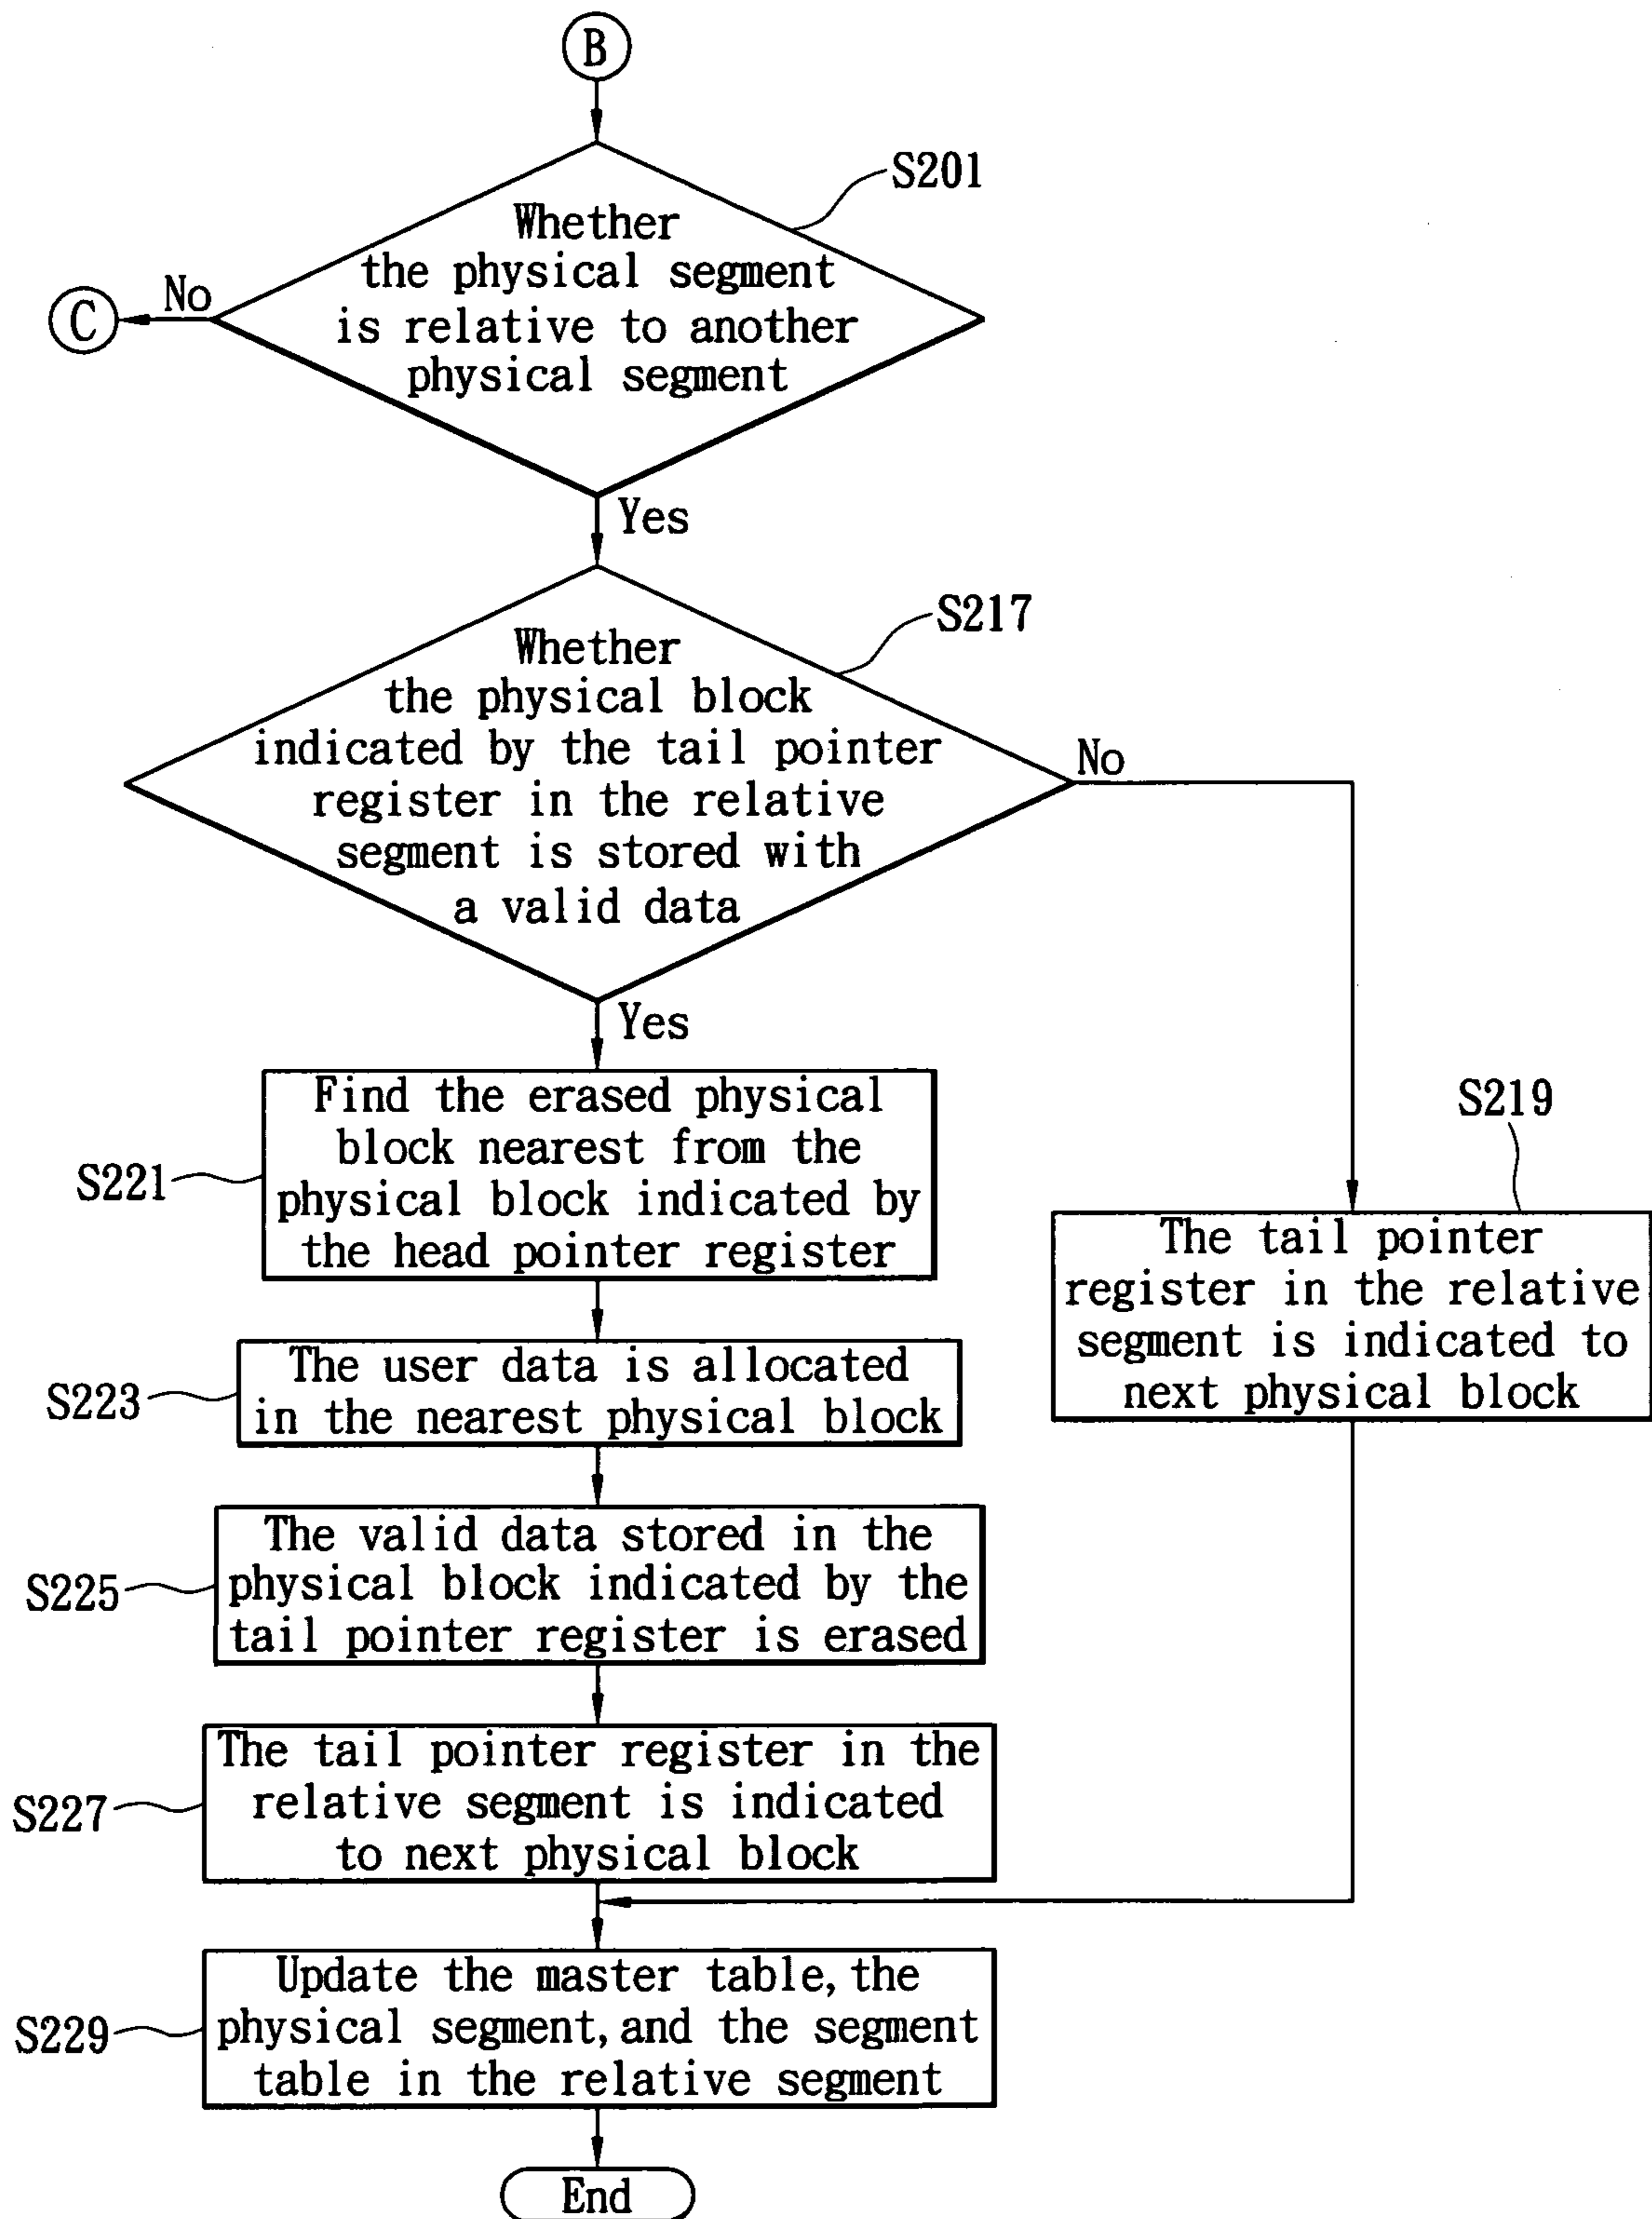 B
S201
Whether
the physical segment
is relative to another
physical segment
No
C
Yes
S217
Whether
the physical block
indicated by the tail pointer
register in the relative
segment is stored with
a valid data
No
Yes
S221
Find the erased physical
block nearest from the
physical block indicated by
the head pointer register
S219
The tail pointer
register in the relative
segment is indicated to
next physical block
S223
The user data is allocated
in the nearest physical block
S225
The valid data stored in the
physical block indicated by the
tail pointer register is erased
S227
The tail pointer register in the
relative segment is indicated
to next physical block
S229
Update the master table, the
physical segment, and the segment
table in the relative segment
End